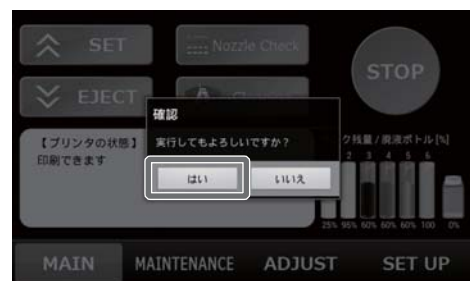 SET
Nozzle Check
STOP
EJECT
確認
実行してもよろしいですか?
はい
いいえ
【プリンタの状態】
印刷できます
ク残量 / 廃液ボトル [%]
2 3 4 5 6
25% 95% 60% 60% 60% 100 0%
MAIN MAINTENANCE ADJUST SET UP